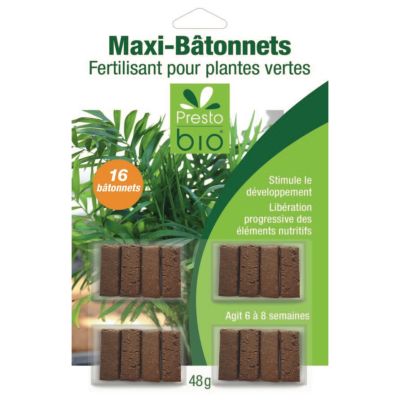 Maxi-Bâtonnets
Fertilisant pour plantes vertes
Presto
bio
16
bâtonnets
Stimule le
développement
Libération
progressive des
éléments nutritifs
Agit 6 à 8 semaines
48g